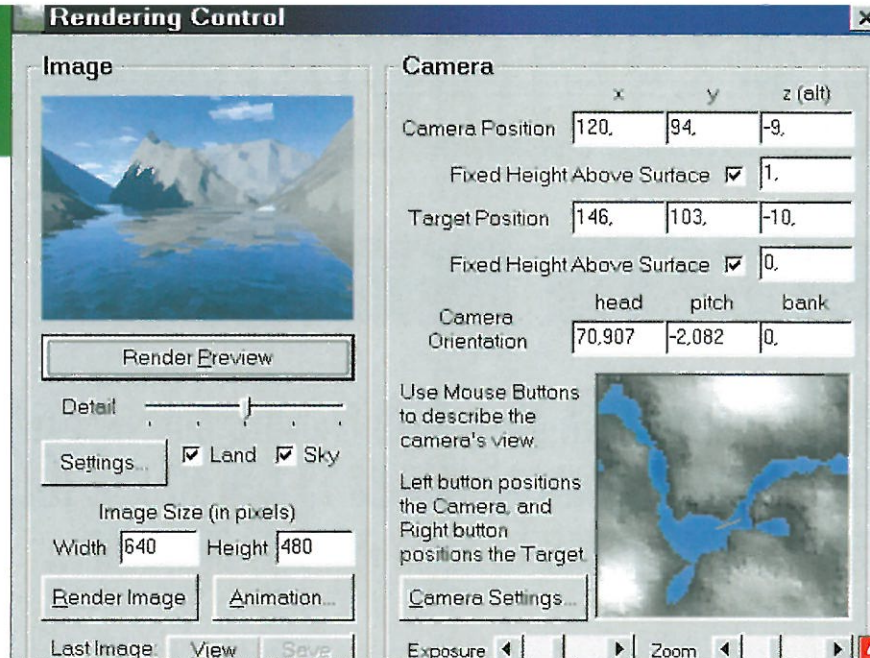 Rendering Control
Image
Render Preview
Detail
Settings...
Land
Sky
Image Size (in pixels)
Width 640 Height 480
Render Image
Animation...
Last Image: View Save
Camera
x y z (alt)
Camera Position 120, 94, -9,
Fixed Height Above Surface 1,
Target Position 146, 103, -10,
Fixed Height Above Surface 0,
head pitch bank
Camera
Orientation
70,907 -2,082 0,
Use Mouse Buttons
to describe the
camera's view.
Left button positions
the Camera, and
Right button
positions the Target.
Camera Settings...
Exposure
Zoom